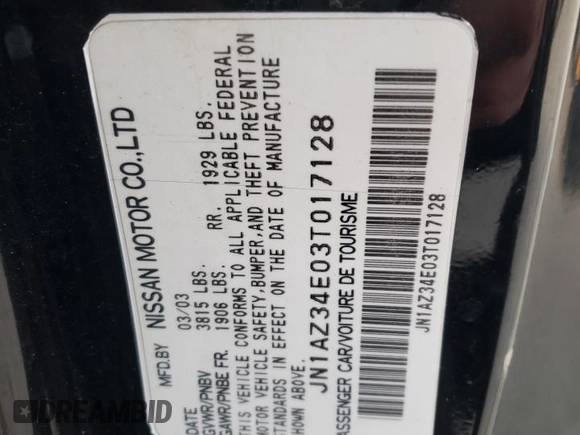 MFD.BY NISSAN MOTOR CO.,LTD
DATE 03/03
GVWR/PNBV 3815 LBS.
GAWR/PNBE FR. 1906 LBS. RR. 1929 LBS.
VEHICLE CONFORMS TO ALL APPLICABLE FEDERAL
MOTOR VEHICLE SAFETY, BUMPER, AND THEFT PREVENTION
STANDARDS IN EFFECT ON THE DATE OF MANUFACTURE
SHOWN ABOVE.
JN1AZ34E03T017128
PASSENGER CAR/VOITURE DE TOURISME
JN1AZ34E03T017128
DREAMBID